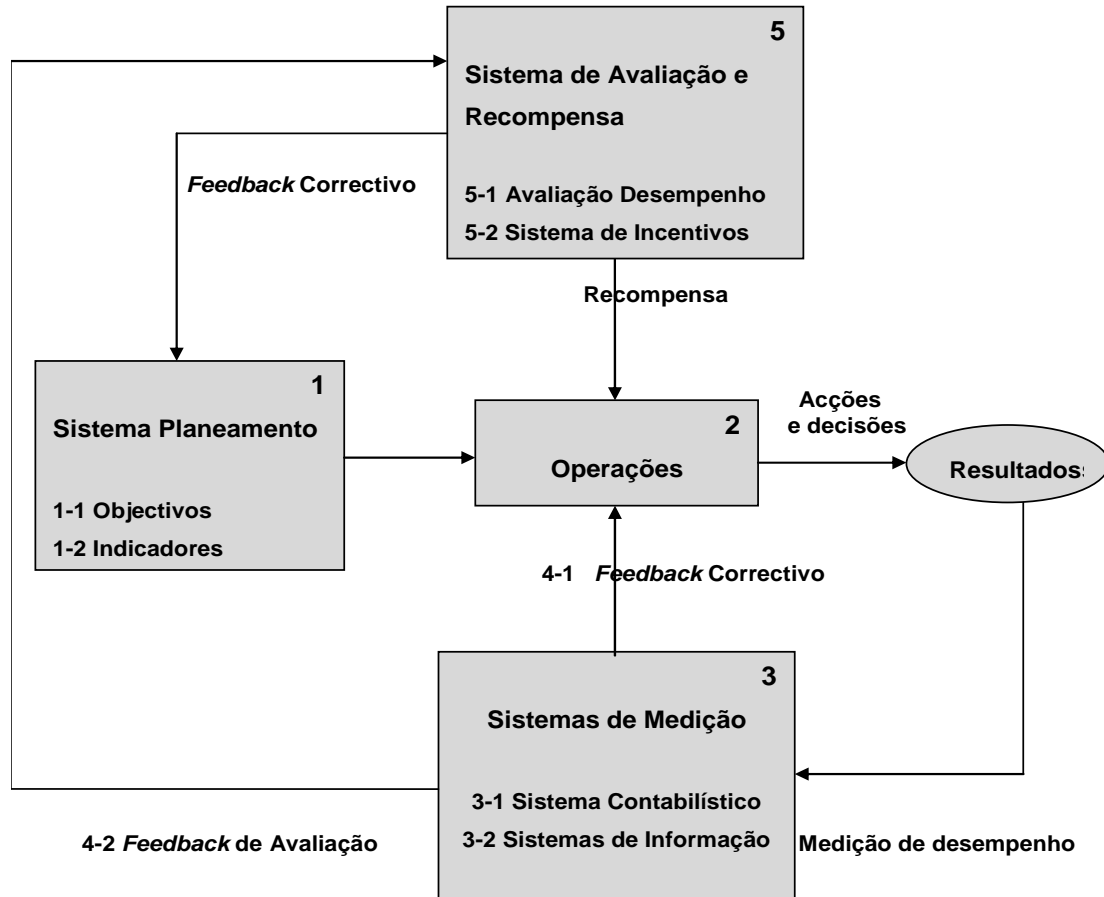 5
Sistema de Avaliação e
Recompensa
5-1 Avaliação Desempenho
5-2 Sistema de Incentivos
Feedback Correctivo
Recompensa
1
Sistema Planeamento
1-1 Objectivos
1-2 Indicadores
2
Operações
Acções
e decisões
Resultados
4-1 Feedback Correctivo
3
Sistemas de Medição
3-1 Sistema Contabilístico
3-2 Sistemas de Informação
4-2 Feedback de Avaliação
Medição de desempenho